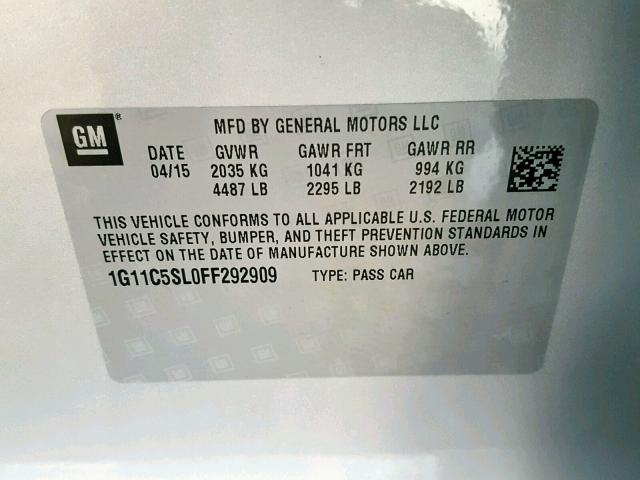 GM® MFD BY GENERAL MOTORS LLC
DATE GVWR GAWR FRT GAWR RR
04/15 2035 KG 1041 KG 994 KG
4487 LB 2295 LB 2192 LB
THIS VEHICLE CONFORMS TO ALL APPLICABLE U.S. FEDERAL MOTOR
VEHICLE SAFETY, BUMPER, AND THEFT PREVENTION STANDARDS IN
EFFECT ON THE DATE OF MANUFACTURE SHOWN ABOVE.
1G11C5SL0FF292909 TYPE: PASS CAR